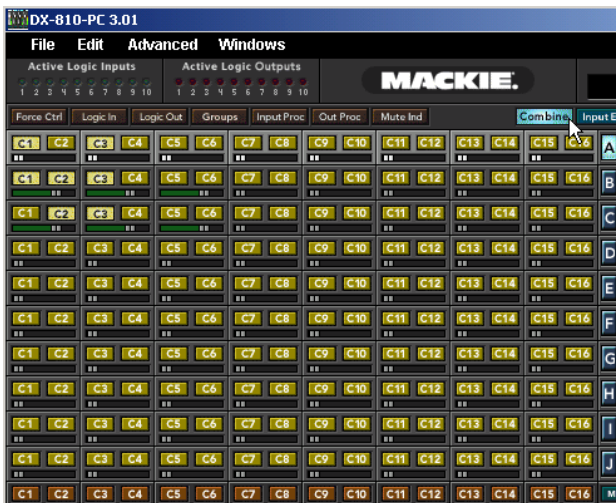 DX-810-PC 3.01
File Edit Advanced Windows
Active Logic Inputs Active Logic Outputs
MACKIE.
1 2 3 4 5 6 7 8 9 10 1 2 3 4 5 6 7 8 9 10
Force Ctrl Logic In Logic Out Groups Input Proc Out Proc Mute Ind Combine Input E
C1 C2 C3 C4 C5 C6 C7 C8 C9 C10 C11 C12 C13 C14 C15 C16 A
C1 C2 C3 C4 C5 C6 C7 C8 C9 C10 C11 C12 C13 C14 C15 C16 B
C1 C2 C3 C4 C5 C6 C7 C8 C9 C10 C11 C12 C13 C14 C15 C16 C
C1 C2 C3 C4 C5 C6 C7 C8 C9 C10 C11 C12 C13 C14 C15 C16 D
C1 C2 C3 C4 C5 C6 C7 C8 C9 C10 C11 C12 C13 C14 C15 C16 E
C1 C2 C3 C4 C5 C6 C7 C8 C9 C10 C11 C12 C13 C14 C15 C16 F
C1 C2 C3 C4 C5 C6 C7 C8 C9 C10 C11 C12 C13 C14 C15 C16 G
C1 C2 C3 C4 C5 C6 C7 C8 C9 C10 C11 C12 C13 C14 C15 C16 H
C1 C2 C3 C4 C5 C6 C7 C8 C9 C10 C11 C12 C13 C14 C15 C16 I
C1 C2 C3 C4 C5 C6 C7 C8 C9 C10 C11 C12 C13 C14 C15 C16 J
C1 C2 C3 C4 C5 C6 C7 C8 C9 C10 C11 C12 C13 C14 C15 C16